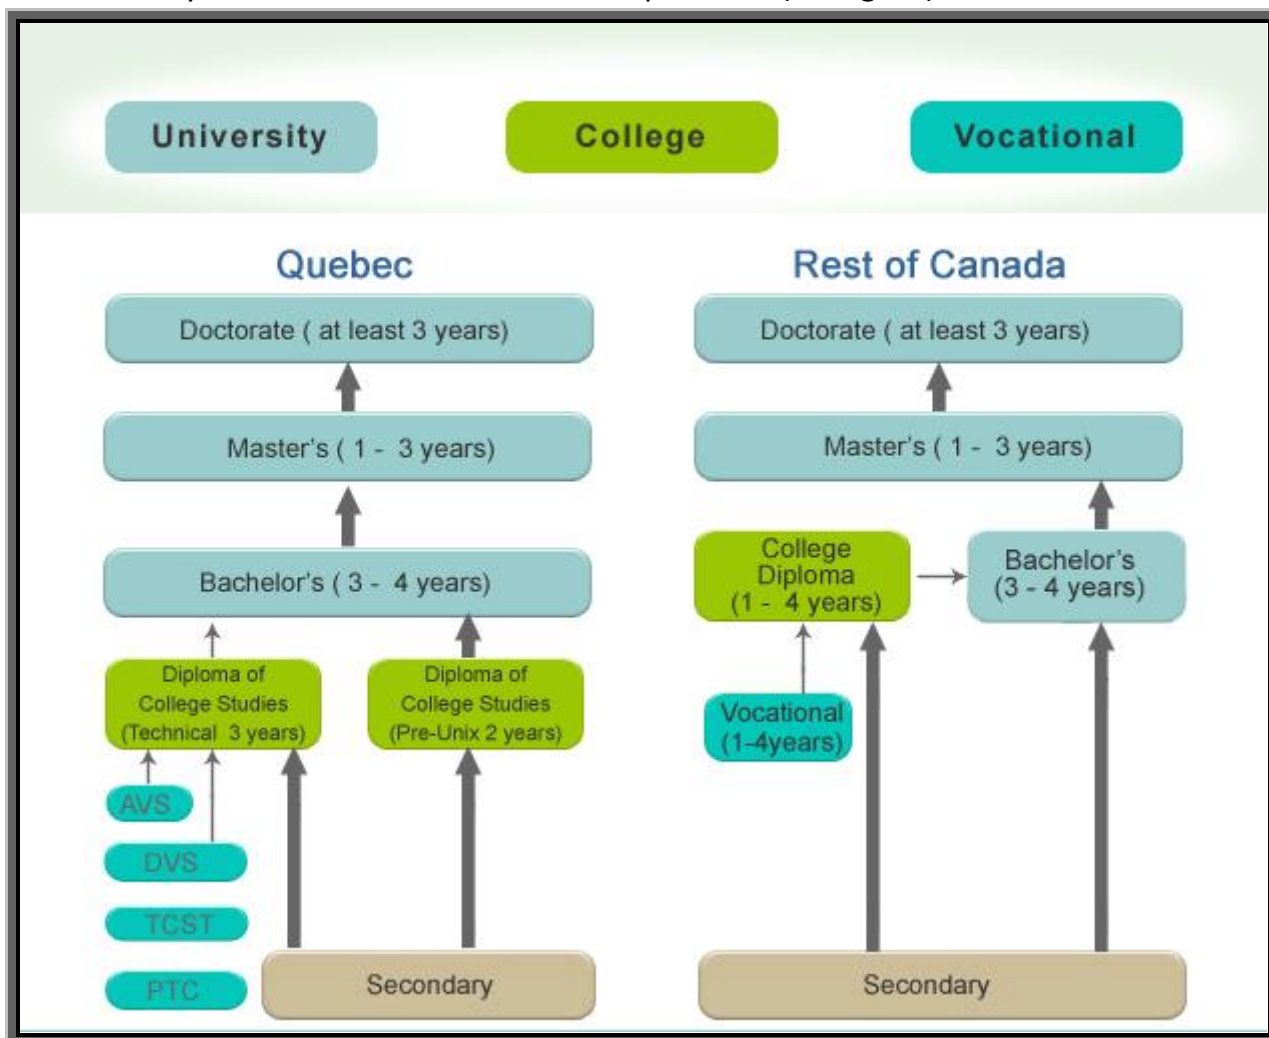 University
College
Vocational
Quebec
Rest of Canada
Doctorate ( at least 3 years)
Doctorate ( at least 3 years)
Master's ( 1 - 3 years)
Master's ( 1 - 3 years)
Bachelor's ( 3 - 4 years)
College
Diploma
(1 - 4 years)
Bachelor's
(3 - 4 years)
Diploma of
College Studies
(Technical 3 years)
Diploma of
College Studies
(Pre-Unix 2 years)
Vocational
(1-4years)
AVS
DVS
TCST
PTC
Secondary
Secondary